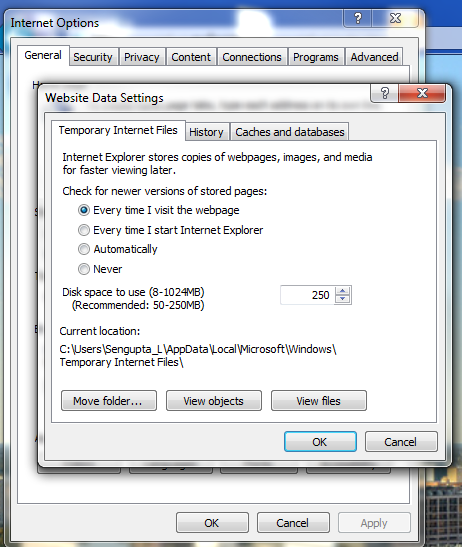 Internet Options
General Security Privacy Content Connections Programs Advanced
Website Data Settings
Temporary Internet Files History Caches and databases
Internet Explorer stores copies of webpages, images, and media
for faster viewing later.
Check for newer versions of stored pages:
Every time I visit the webpage
Every time I start Internet Explorer
Automatically
Never
Disk space to use (8-1024MB) 250
(Recommended: 50-250MB)
Current location:
C:\Users\Sengupta_L\AppData\Local\Microsoft\Windows\
Temporary Internet Files\
Move folder... View objects View files
OK Cancel
OK Cancel Apply